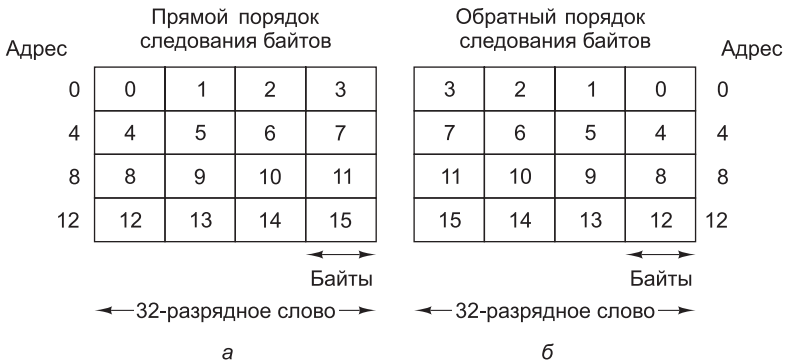 Прямой порядок
следования байтов
Обратный порядок
следования байтов
Адрес
Адрес
0 0 1 2 3 3 2 1 0 0
4 4 5 6 7 7 6 5 4 4
8 8 9 10 11 11 10 9 8 8
12 12 13 14 15 15 14 13 12 12
Байты
Байты
32-разрядное слово
32-разрядное слово
а
б